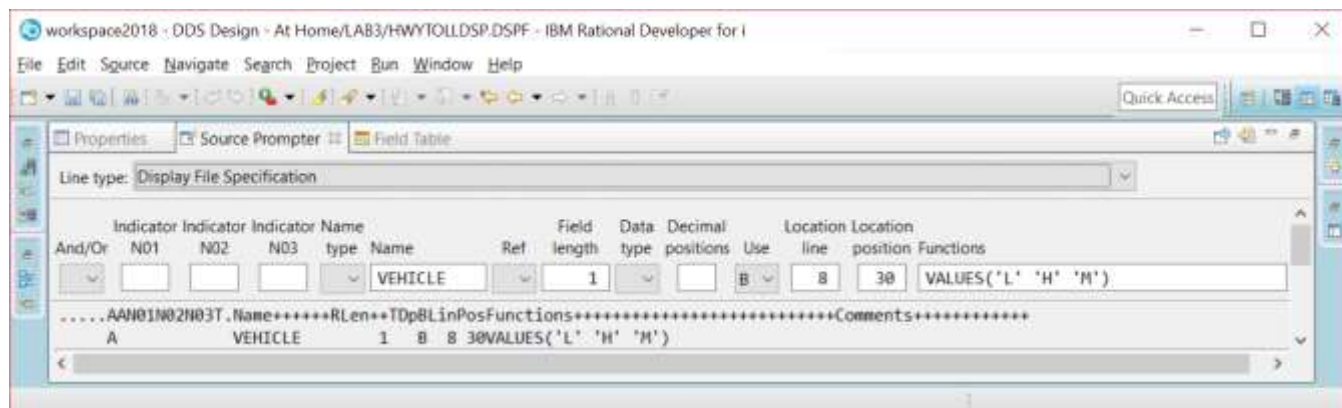 workspace2018 - DDS Design - At Home/LAB3/HWYTOLLDSP.DSPF - IBM Rational Developer for i
File Edit Source Navigate Search Project Run Window Help
Quick Access
Properties Source Prompter Field Table
Line type: Display File Specification
Indicator Indicator Indicator Name Field Data Decimal Location Location
And/Or N01 N02 N03 type Name Ref length type positions Use line position Functions
VEHICLE 1 B 8 30 VALUES('L' 'H' 'M')
.....AAN01N02N03T.Name++++++RLen++TDpBLinPosFunctions++++++++++++++++++++++++++++Comments++++++++++++
A VEHICLE 1 B 8 30VALUES('L' 'H' 'M')